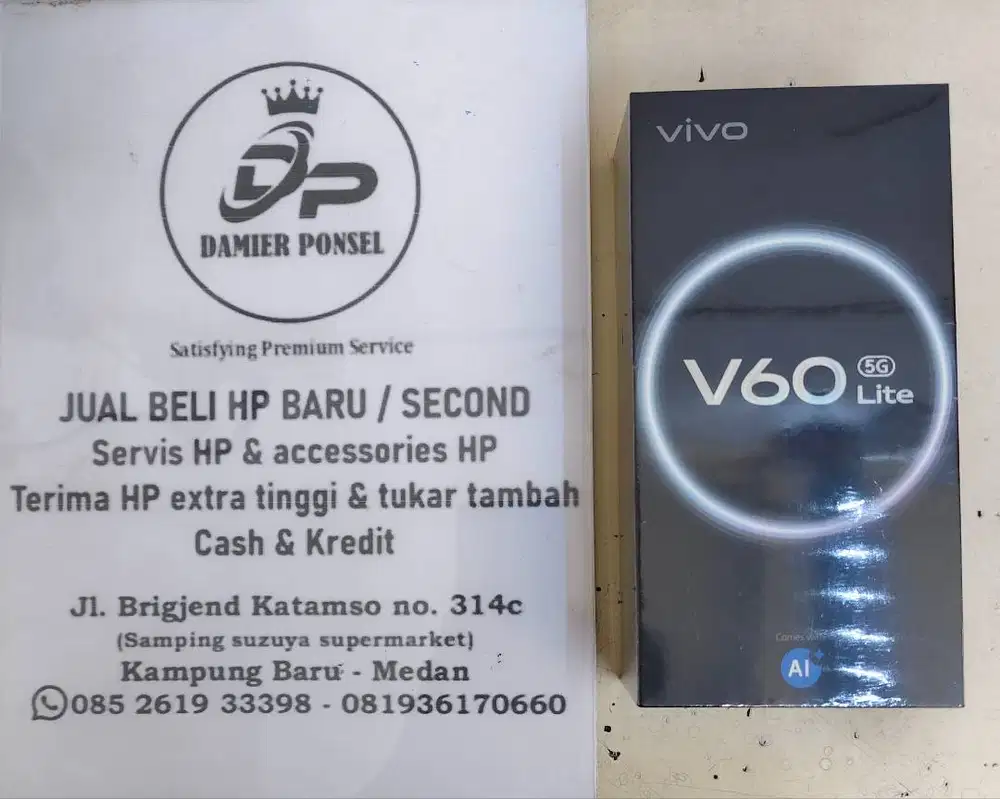 DP
DAMIER PONSEL
Satisfying Premium Service
JUAL BELI HP BARU / SECOND
Servis HP & accessories HP
Terima HP extra tinggi & tukar tambah
Cash & Kredit
Jl. Brigjend Katamso no. 314c
(Samping suzuya supermarket)
Kampung Baru - Medan
085 2619 33398 - 081936170660
vivo
V60 5G Lite
Comes
AI